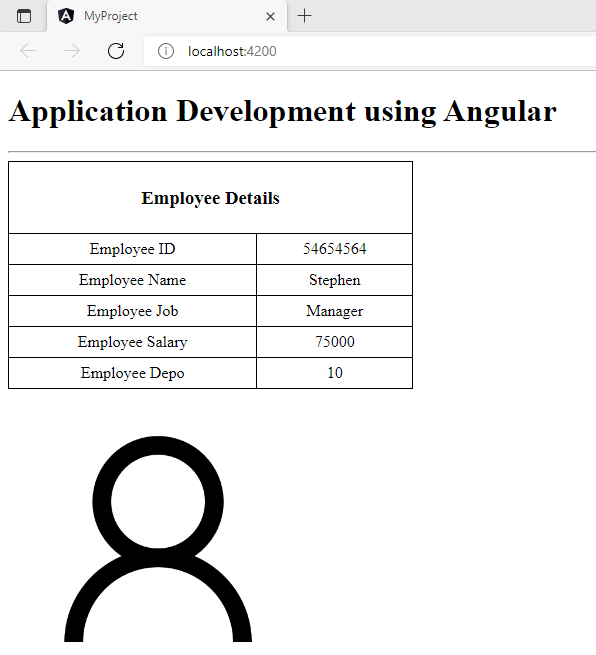 MyProject
localhost:4200
Application Development using Angular
Employee Details
Employee ID 54654564
Employee Name Stephen
Employee Job Manager
Employee Salary 75000
Employee Depo 10